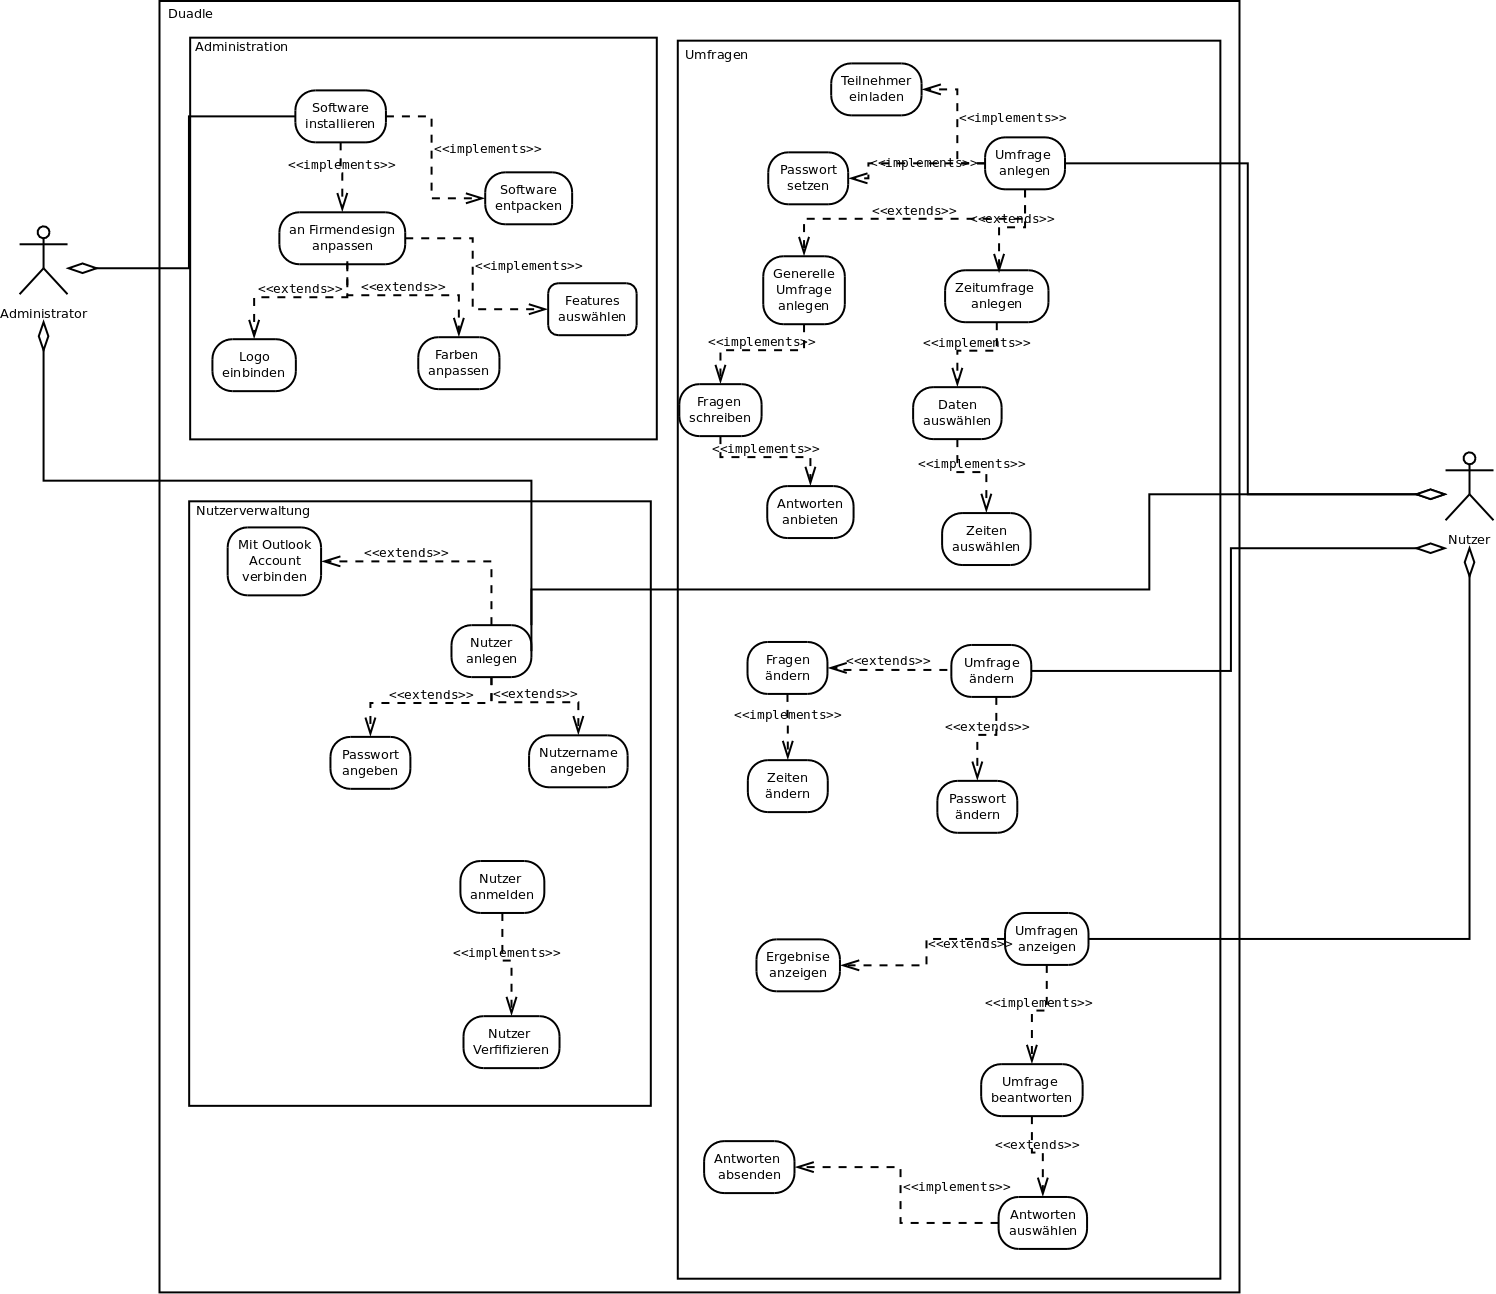 Duadle
Administration
Software
installieren
<<implements>>
<<implements>>
Software
entpacken
an Firmendesign
anpassen
<<implements>>
<<extends>>
<<extends>>
Features
auswählen
Logo
einbinden
Farben
anpassen
Administrator
Umfragen
Teilnehmer
einladen
<<implements>>
Umfrage
anlegen
<<implements>>
Passwort
setzen
<<extends>>
<<extends>>
Generelle
Umfrage
anlegen
Zeitumfrage
anlegen
<<implements>>
<<implements>>
Fragen
schreiben
Daten
auswählen
<<implements>>
<<implements>>
Antworten
anbieten
Zeiten
auswählen
Nutzer
Nutzerverwaltung
Mit Outlook
Account
verbinden
<<extends>>
Nutzer
anlegen
<<extends>>
<<extends>>
Passwort
angeben
Nutzername
angeben
Nutzer
anmelden
<<implements>>
Nutzer
Verfifizieren
Fragen
ändern
<<extends>>
Umfrage
ändern
<<implements>>
<<extends>>
Zeiten
ändern
Passwort
ändern
Umfragen
anzeigen
<<extends>>
Ergebnise
anzeigen
<<implements>>
Umfrage
beantworten
<<extends>>
Antworten
absenden
<<implements>>
Antworten
auswählen